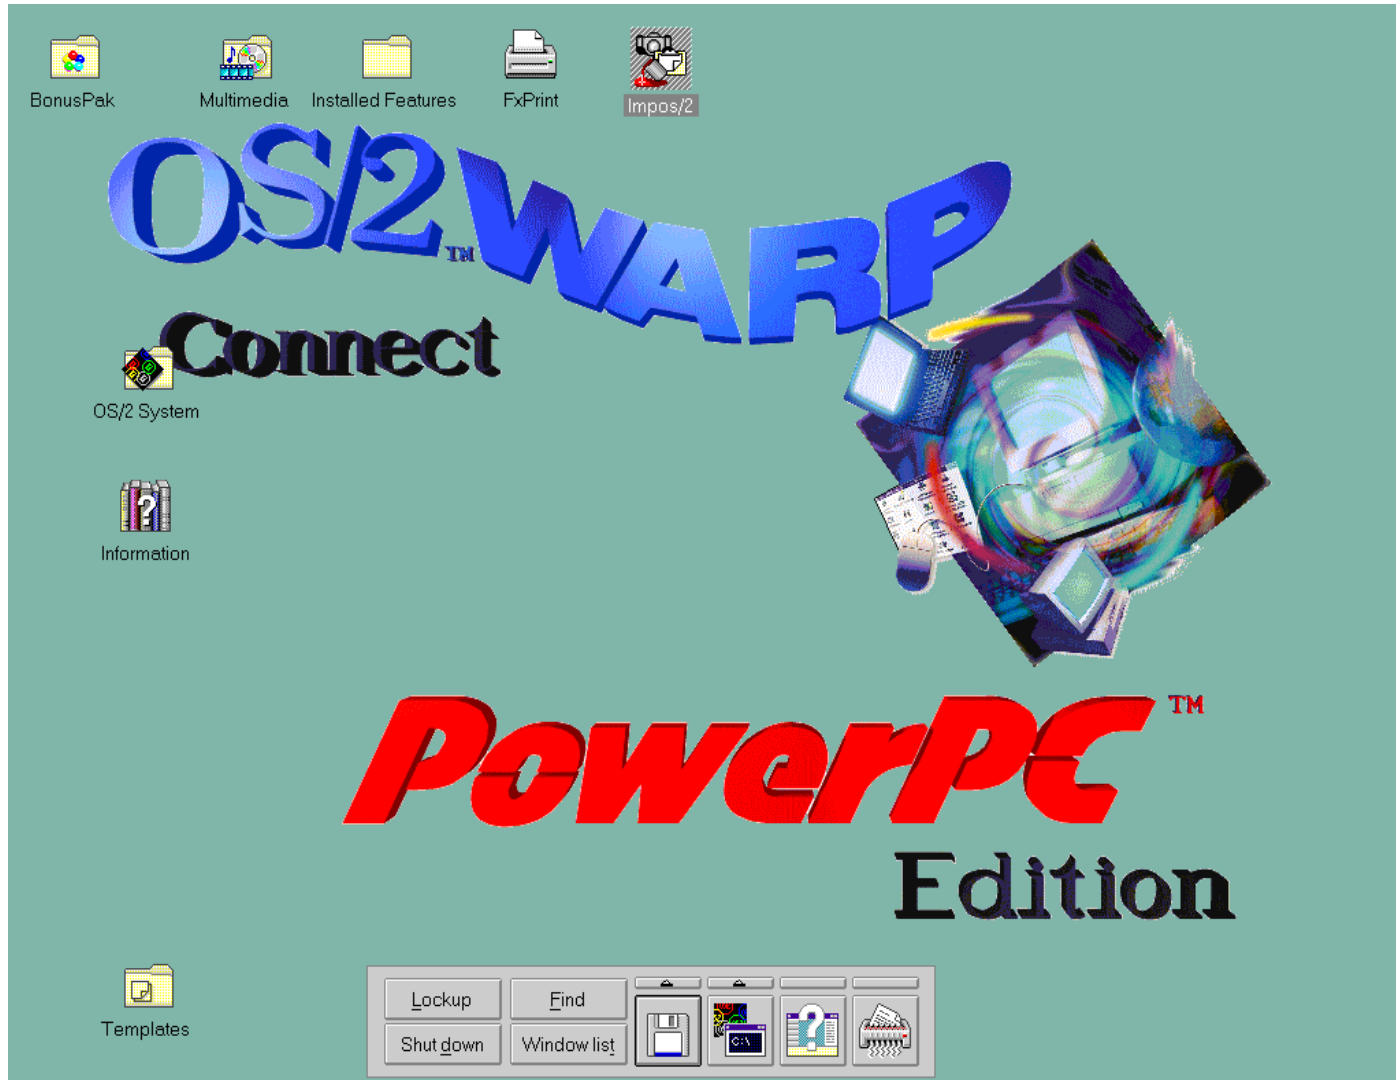 BonusPak
Multimedia
Installed Features
FxPrint
Impos/2
OS/2 WARP
TM
Connect
OS/2 System
Information
PowerPC
TM
Edition
Templates
Lockup
Find
Shut down
Window list
C:\